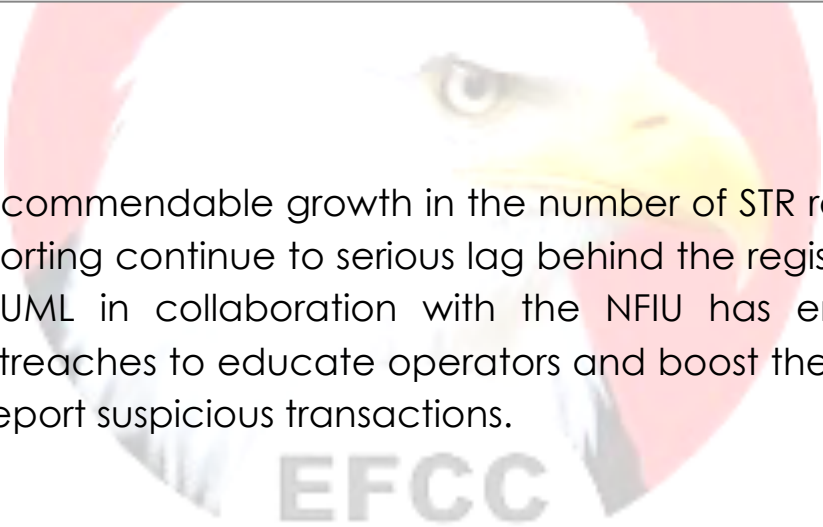 commendable growth in the number of STR
orting continue to serious lag behind the regis
UML in collaboration with the NFIU has
treaches to educate operators and boost the
eport suspicious transactions.
EFCC